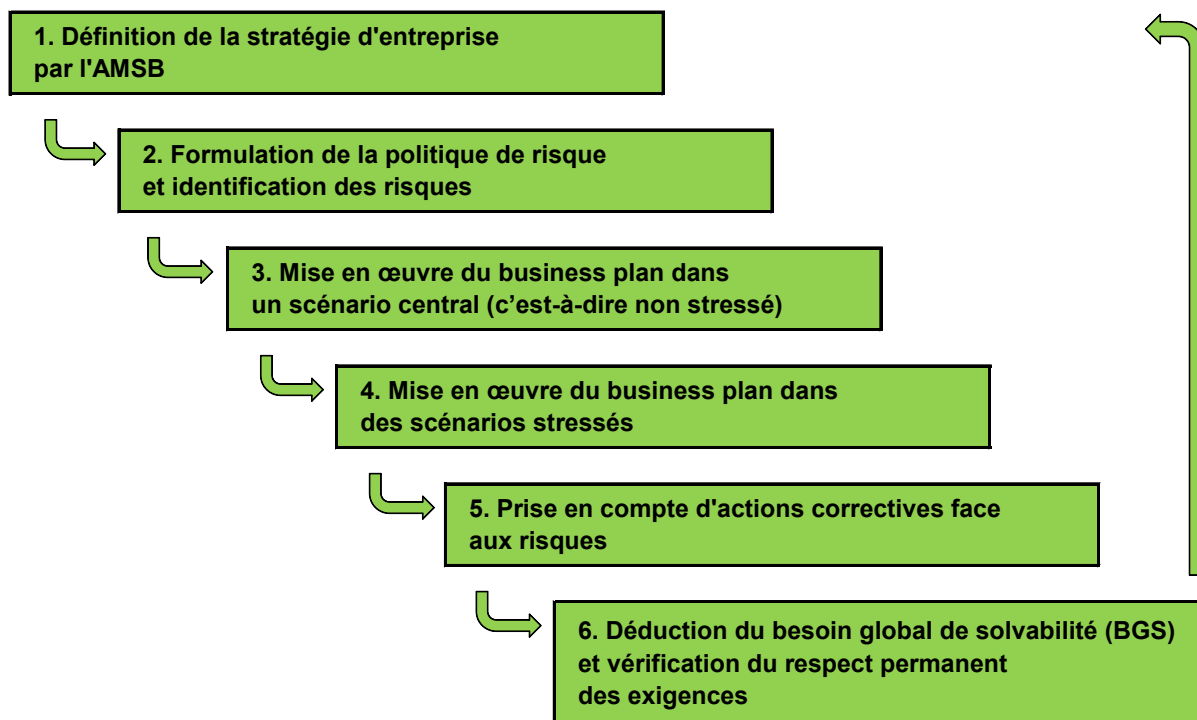 1. Définition de la stratégie d'entreprise
par l'AMSB
2. Formulation de la politique de risque
et identification des risques
3. Mise en œuvre du business plan dans
un scénario central (c’est-à-dire non stressé)
4. Mise en œuvre du business plan dans
des scénarios stressés
5. Prise en compte d'actions correctives face
aux risques
6. Déduction du besoin global de solvabilité (BGS)
et vérification du respect permanent
des exigences